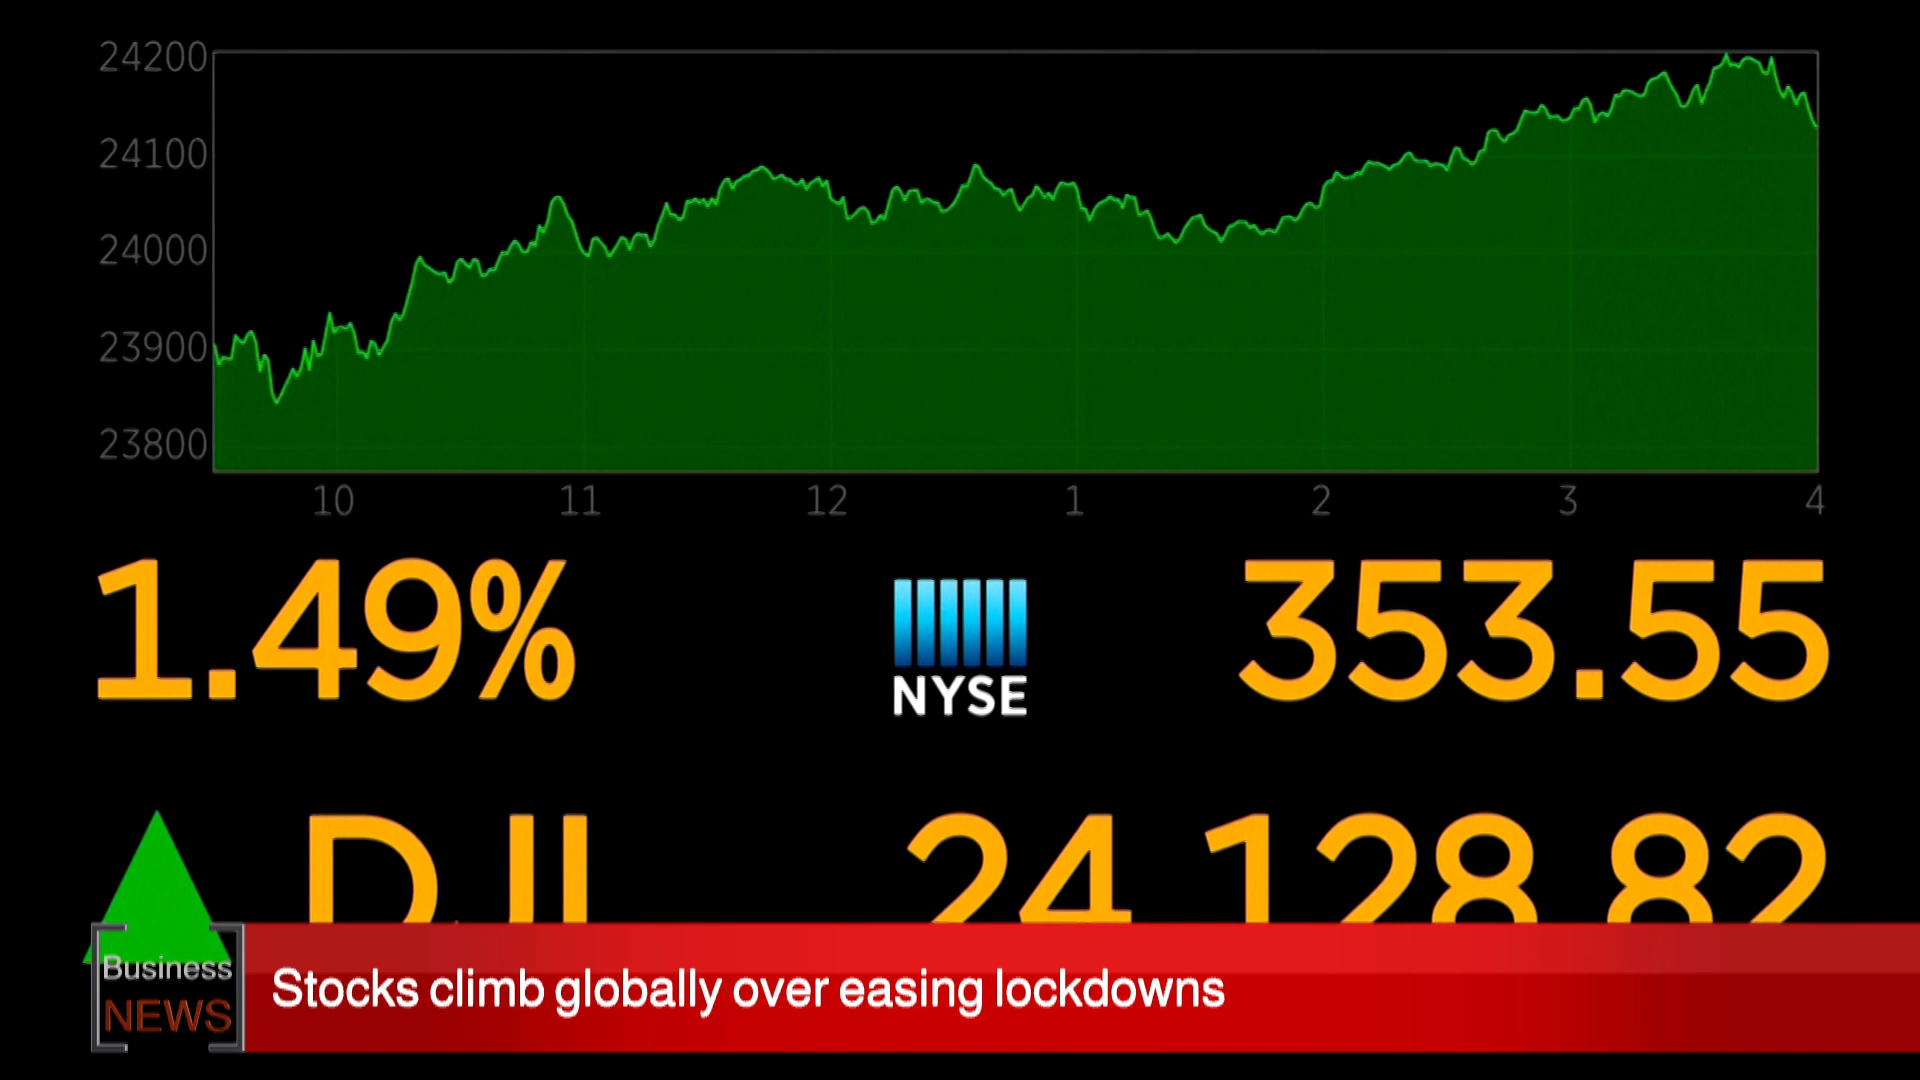 24200
24100
24000
23900
23800
10 11 12 1 2 3 4
1.49%
NYSE
353.55
DJI 24,128.82
Business
NEWS
Stocks climb globally over easing lockdowns